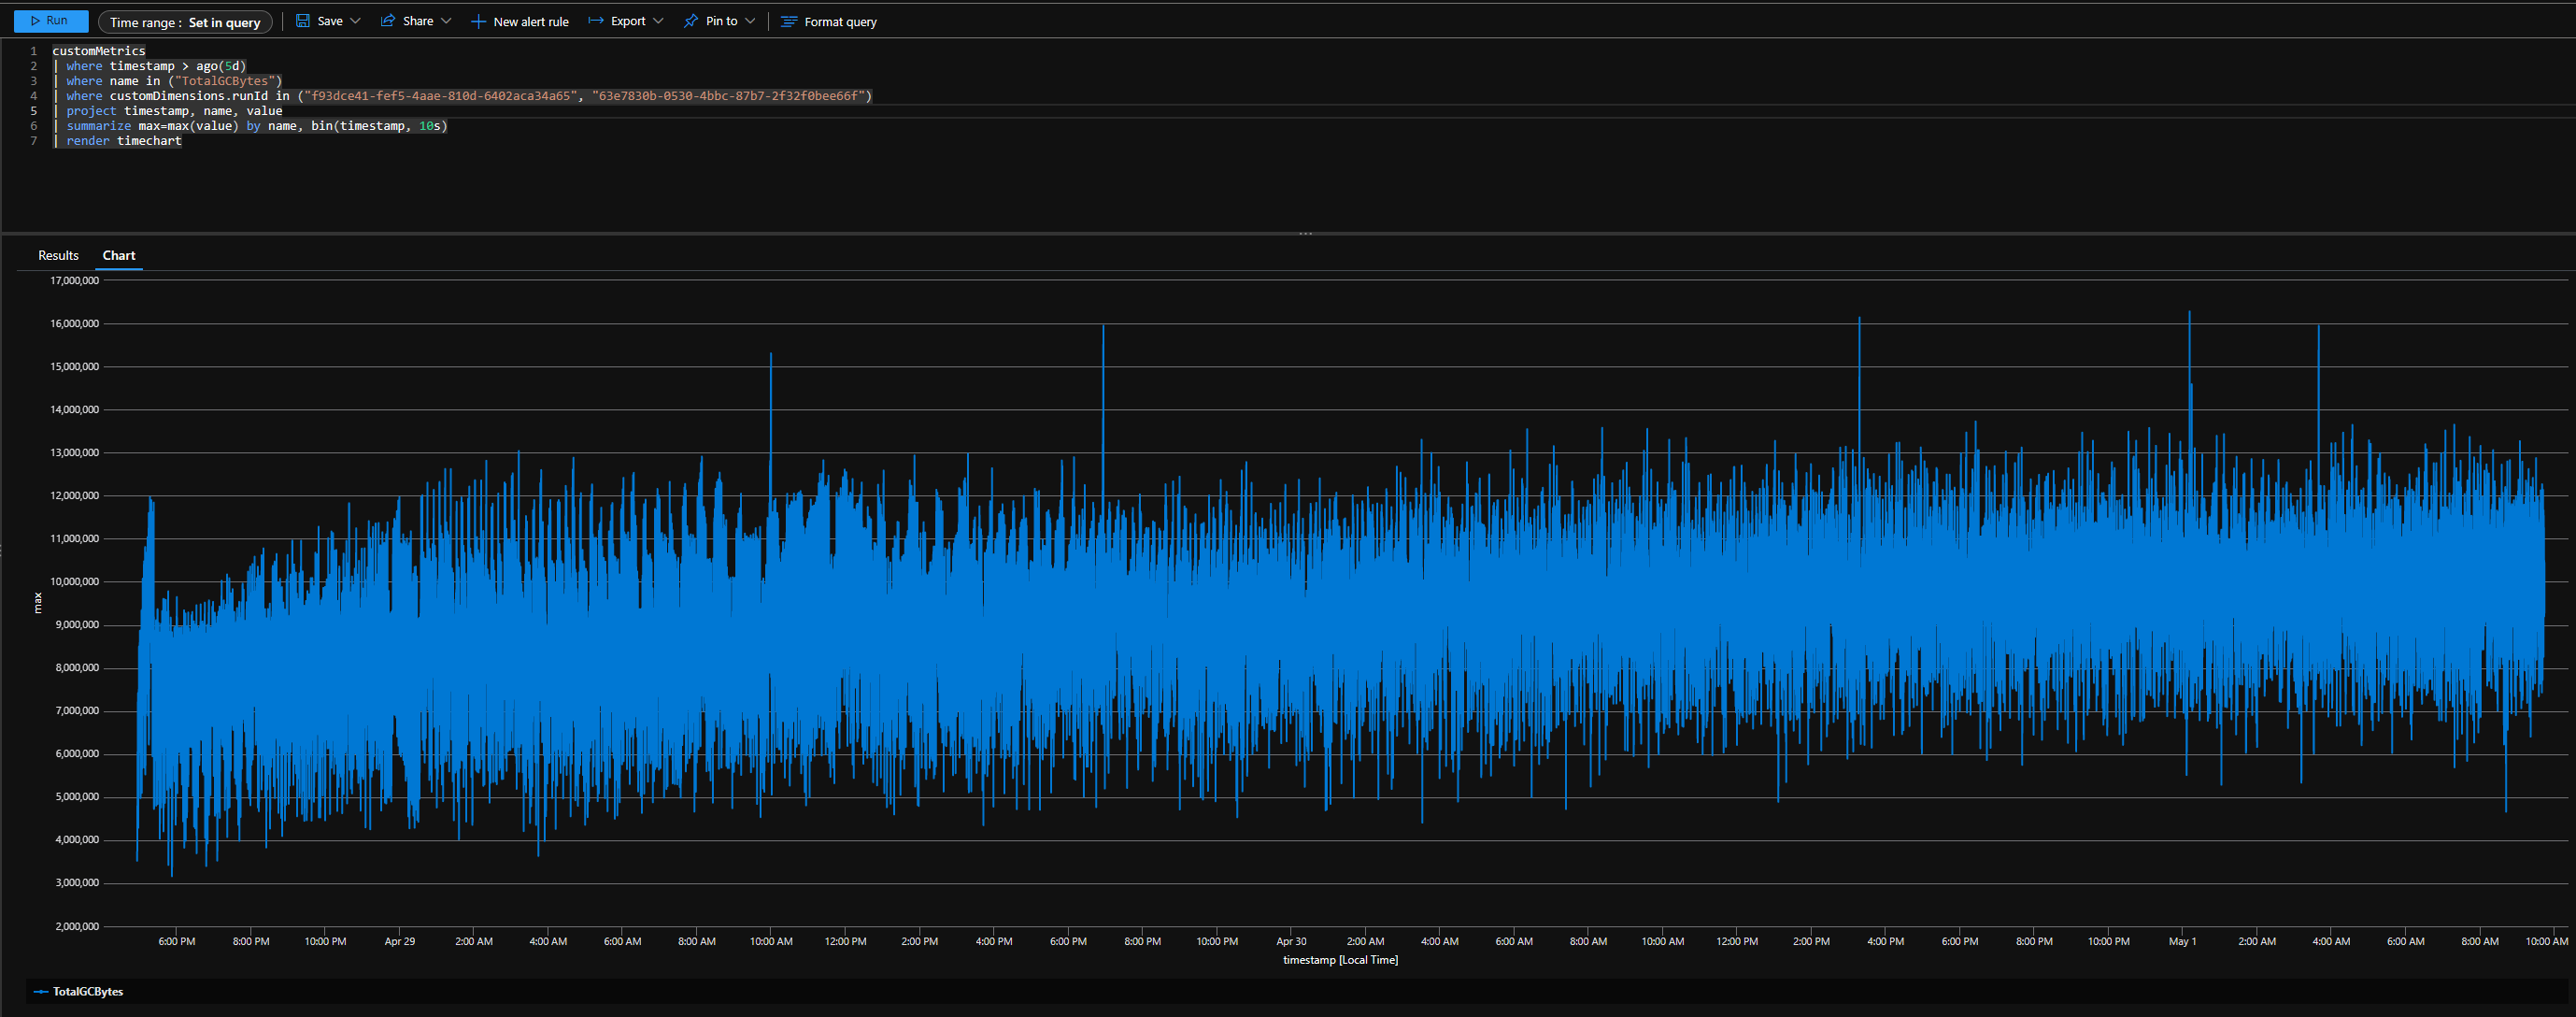 Run Time range : Set in query Save Share New alert rule Export Pin to Format query
1 customMetrics
2 | where timestamp > ago(5d)
3 | where name in ("TotalGCBytes")
4 | where customDimensions.runId in ("f93dce41-fef5-4aae-810d-6402aca34a65", "63e7830b-0530-4bbc-87b7-2f32f0bee66f")
5 | project timestamp, name, value
6 | summarize max=max(value) by name, bin(timestamp, 10s)
7 | render timechart
Results Chart
17,000,000
16,000,000
15,000,000
14,000,000
13,000,000
12,000,000
11,000,000
10,000,000
9,000,000
8,000,000
7,000,000
6,000,000
5,000,000
4,000,000
3,000,000
2,000,000
max
6:00 PM 8:00 PM 10:00 PM Apr 29 2:00 AM 4:00 AM 6:00 AM 8:00 AM 10:00 AM 12:00 PM 2:00 PM 4:00 PM 6:00 PM 8:00 PM 10:00 PM Apr 30 2:00 AM 4:00 AM 6:00 AM 8:00 AM 10:00 AM 12:00 PM 2:00 PM 4:00 PM 6:00 PM 8:00 PM 10:00 PM May 1 2:00 AM 4:00 AM 6:00 AM 8:00 AM 10:00 AM
timestamp [Local Time]
TotalGCBytes